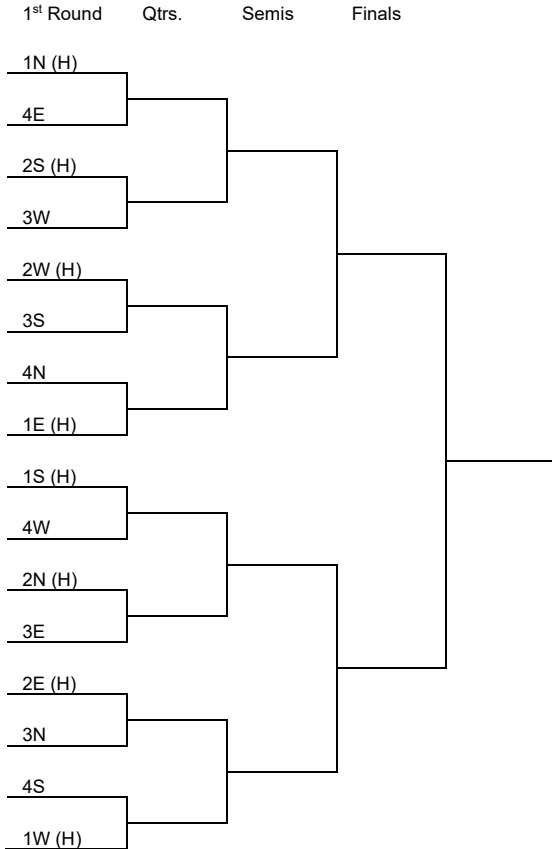 1st Round Qtrs. Semis Finals
1N (H)
4E
2S (H)
3W
2W (H)
3S
4N
1E (H)
1S (H)
4W
2N (H)
3E
2E (H)
3N
4S
1W (H)